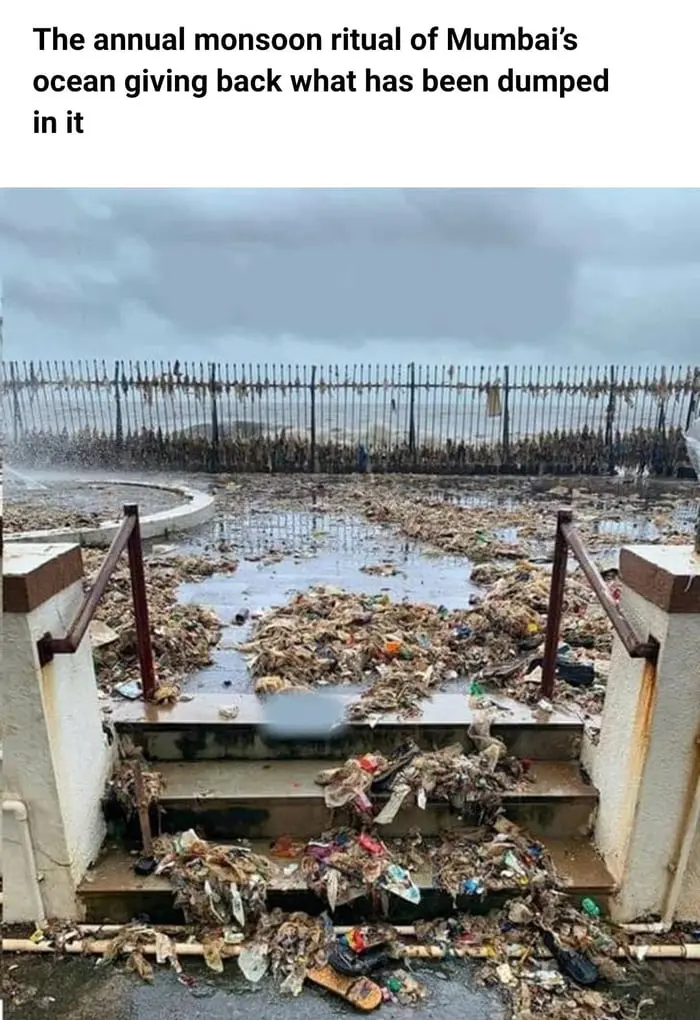 The annual monsoon ritual of Mumbai's
ocean giving back what has been dumped
in it